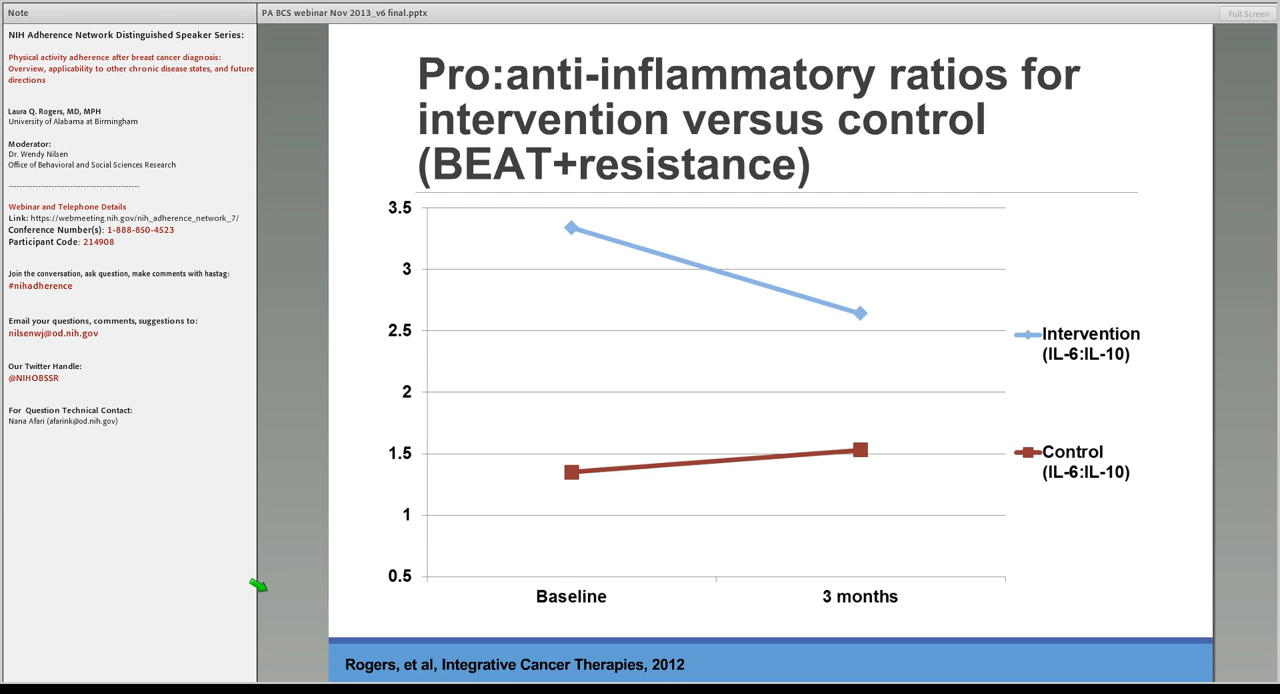 Note
NIH Adherence Network Distinguished Speaker Series:
Physical activity adherence after breast cancer diagnosis:
Overview, applicability to other chronic disease states, and future
directions
Laura Q. Rogers, MD, MPH
University of Alabama at Birmingham
Moderator:
Dr. Wendy Nilsen
Office of Behavioral and Social Sciences Research
--------------------------------------------------
Webinar and Telephone Details
Link: https://webmeeting.nih.gov/nih_adherence_network_7/
Conference Number(s): 1-888-850-4523
Participant Code: 214908
Join the conversation, ask question, make comments with hastag:
#nihadherence
Email your questions, comments, suggestions to:
nilsenwj@od.nih.gov
Our Twitter Handle:
@NIHOBSSR
For Question Technical Contact:
Nana Afari (afarink@od.nih.gov)
PA BCS webinar Nov 2013_v6 final.pptx
Full Screen
Pro:anti-inflammatory ratios for
intervention versus control
(BEAT+resistance)
3.5
3
2.5
2
1.5
1
0.5
Baseline
3 months
Intervention
(IL-6:IL-10)
Control
(IL-6:IL-10)
Rogers, et al, Integrative Cancer Therapies, 2012